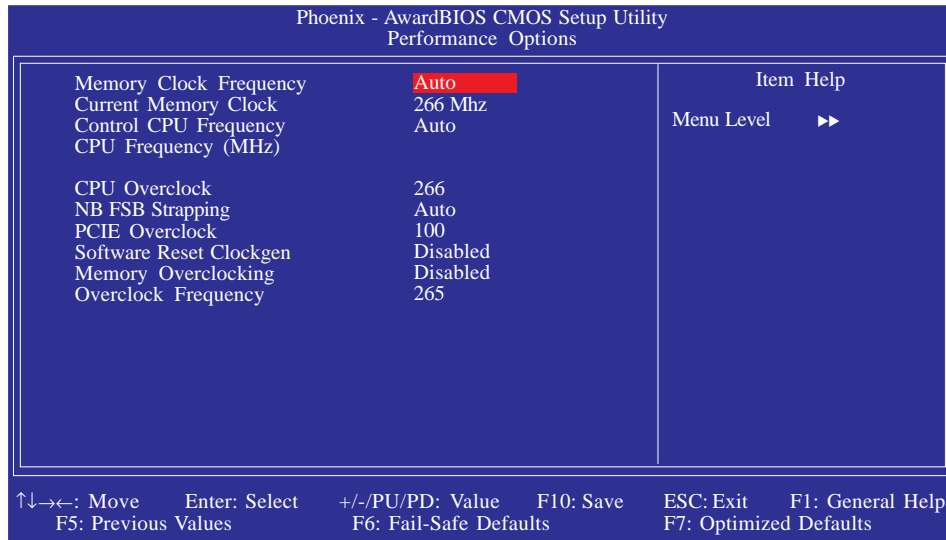 Phoenix - AwardBIOS CMOS Setup Utility
Performance Options
Memory Clock Frequency Auto
Current Memory Clock 266 Mhz
Control CPU Frequency Auto
CPU Frequency (MHz)
CPU Overclock 266
NB FSB Strapping Auto
PCIE Overclock 100
Software Reset Clockgen Disabled
Memory Overclocking Disabled
Overclock Frequency 265
Item Help
Menu Level ▶▶
↑↓→←: Move Enter: Select +/-/PU/PD: Value F10: Save ESC: Exit F1: General Help
F5: Previous Values F6: Fail-Safe Defaults F7: Optimized Defaults